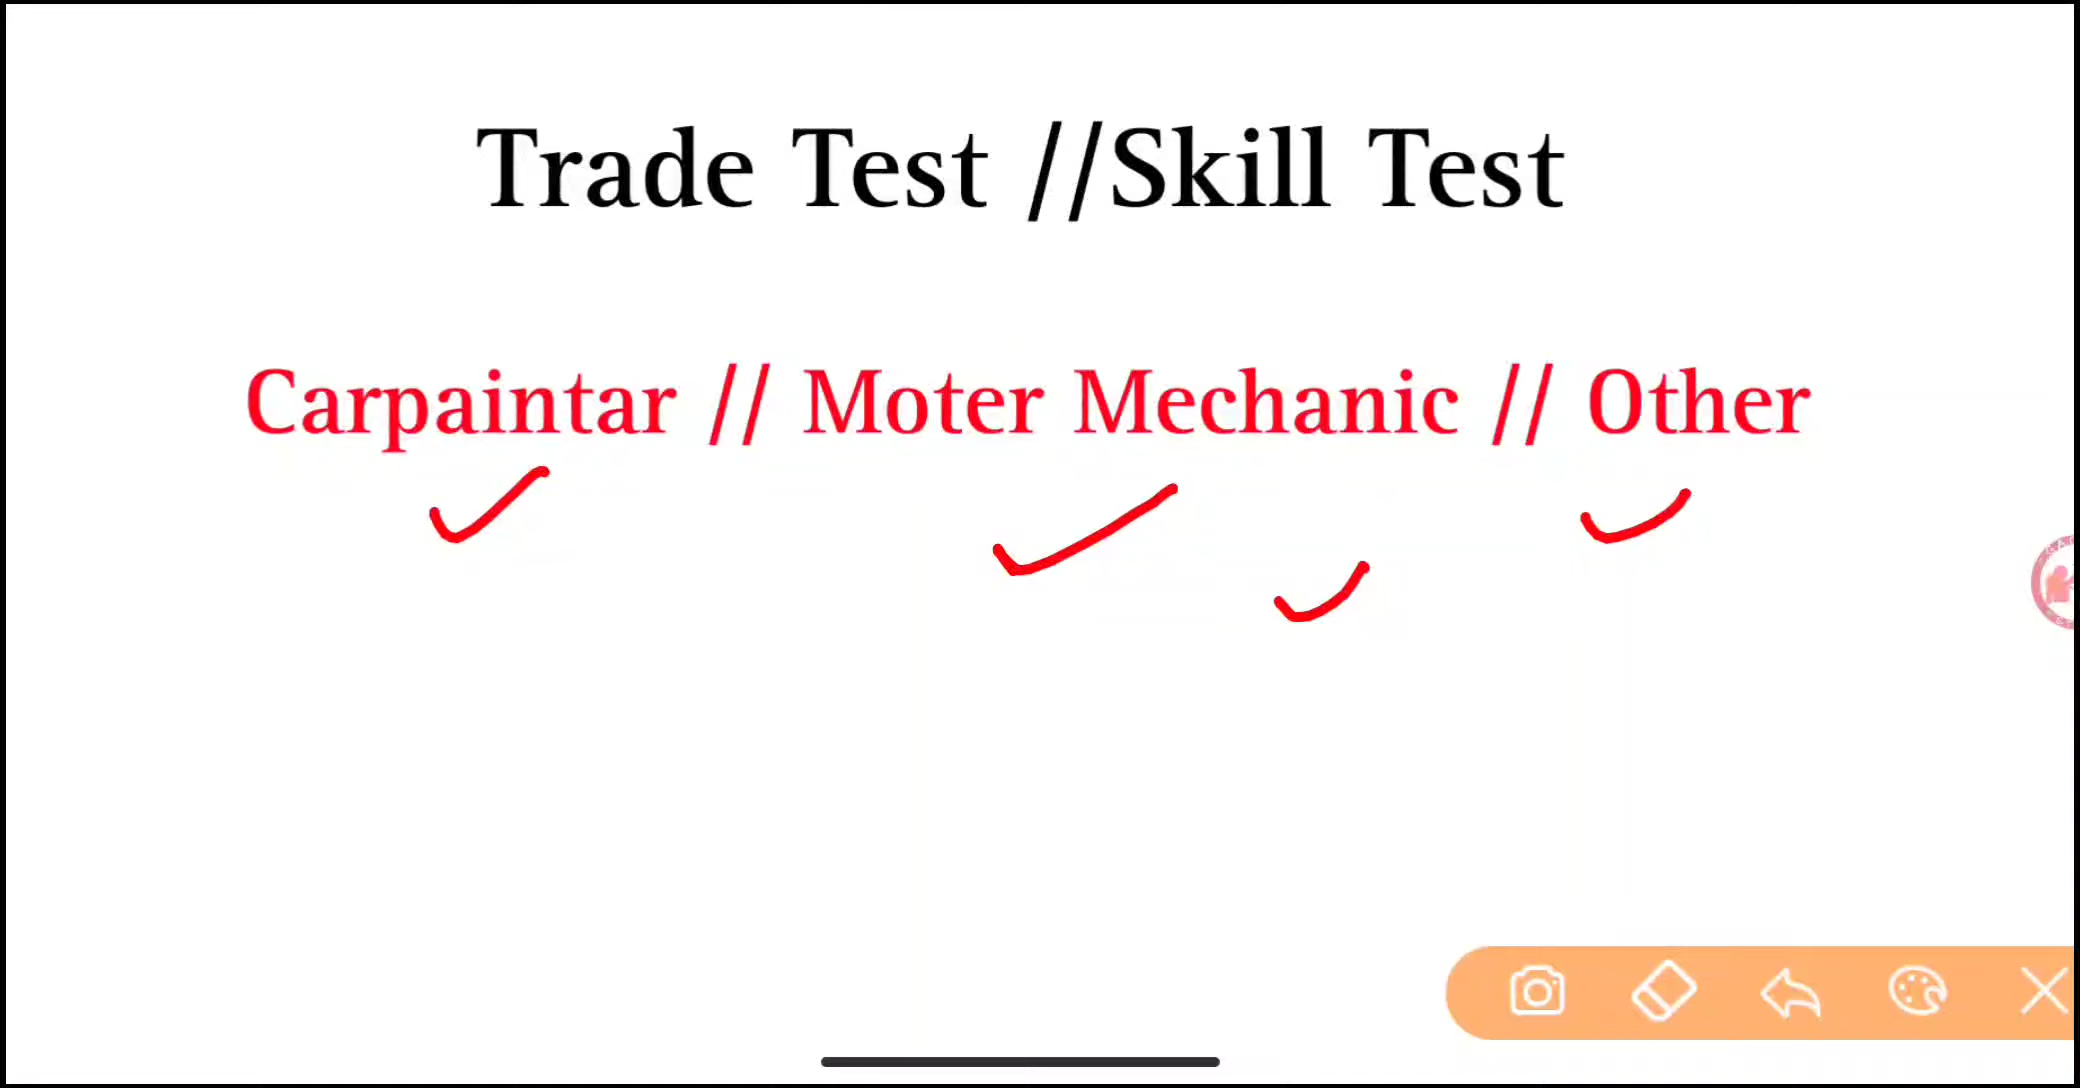 Trade Test //Skill Test
Carpaintar // Moter Mechanic // Other